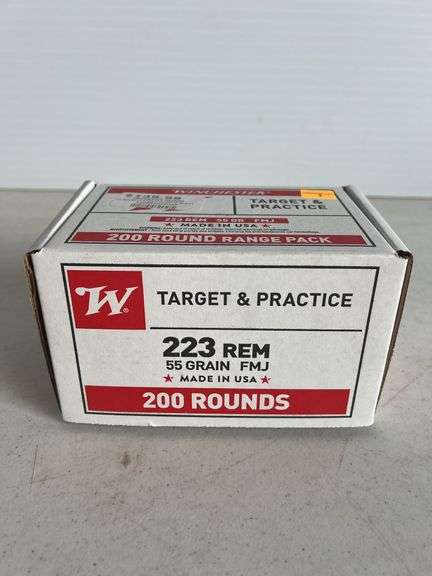 WINCHESTER
TARGET &
PRACTICE
223 REM 55 GR FMJ
★ MADE IN USA ★
200 ROUND RANGE PACK
W
TARGET & PRACTICE
223 REM
55 GRAIN FMJ
★ MADE IN USA ★
200 ROUNDS